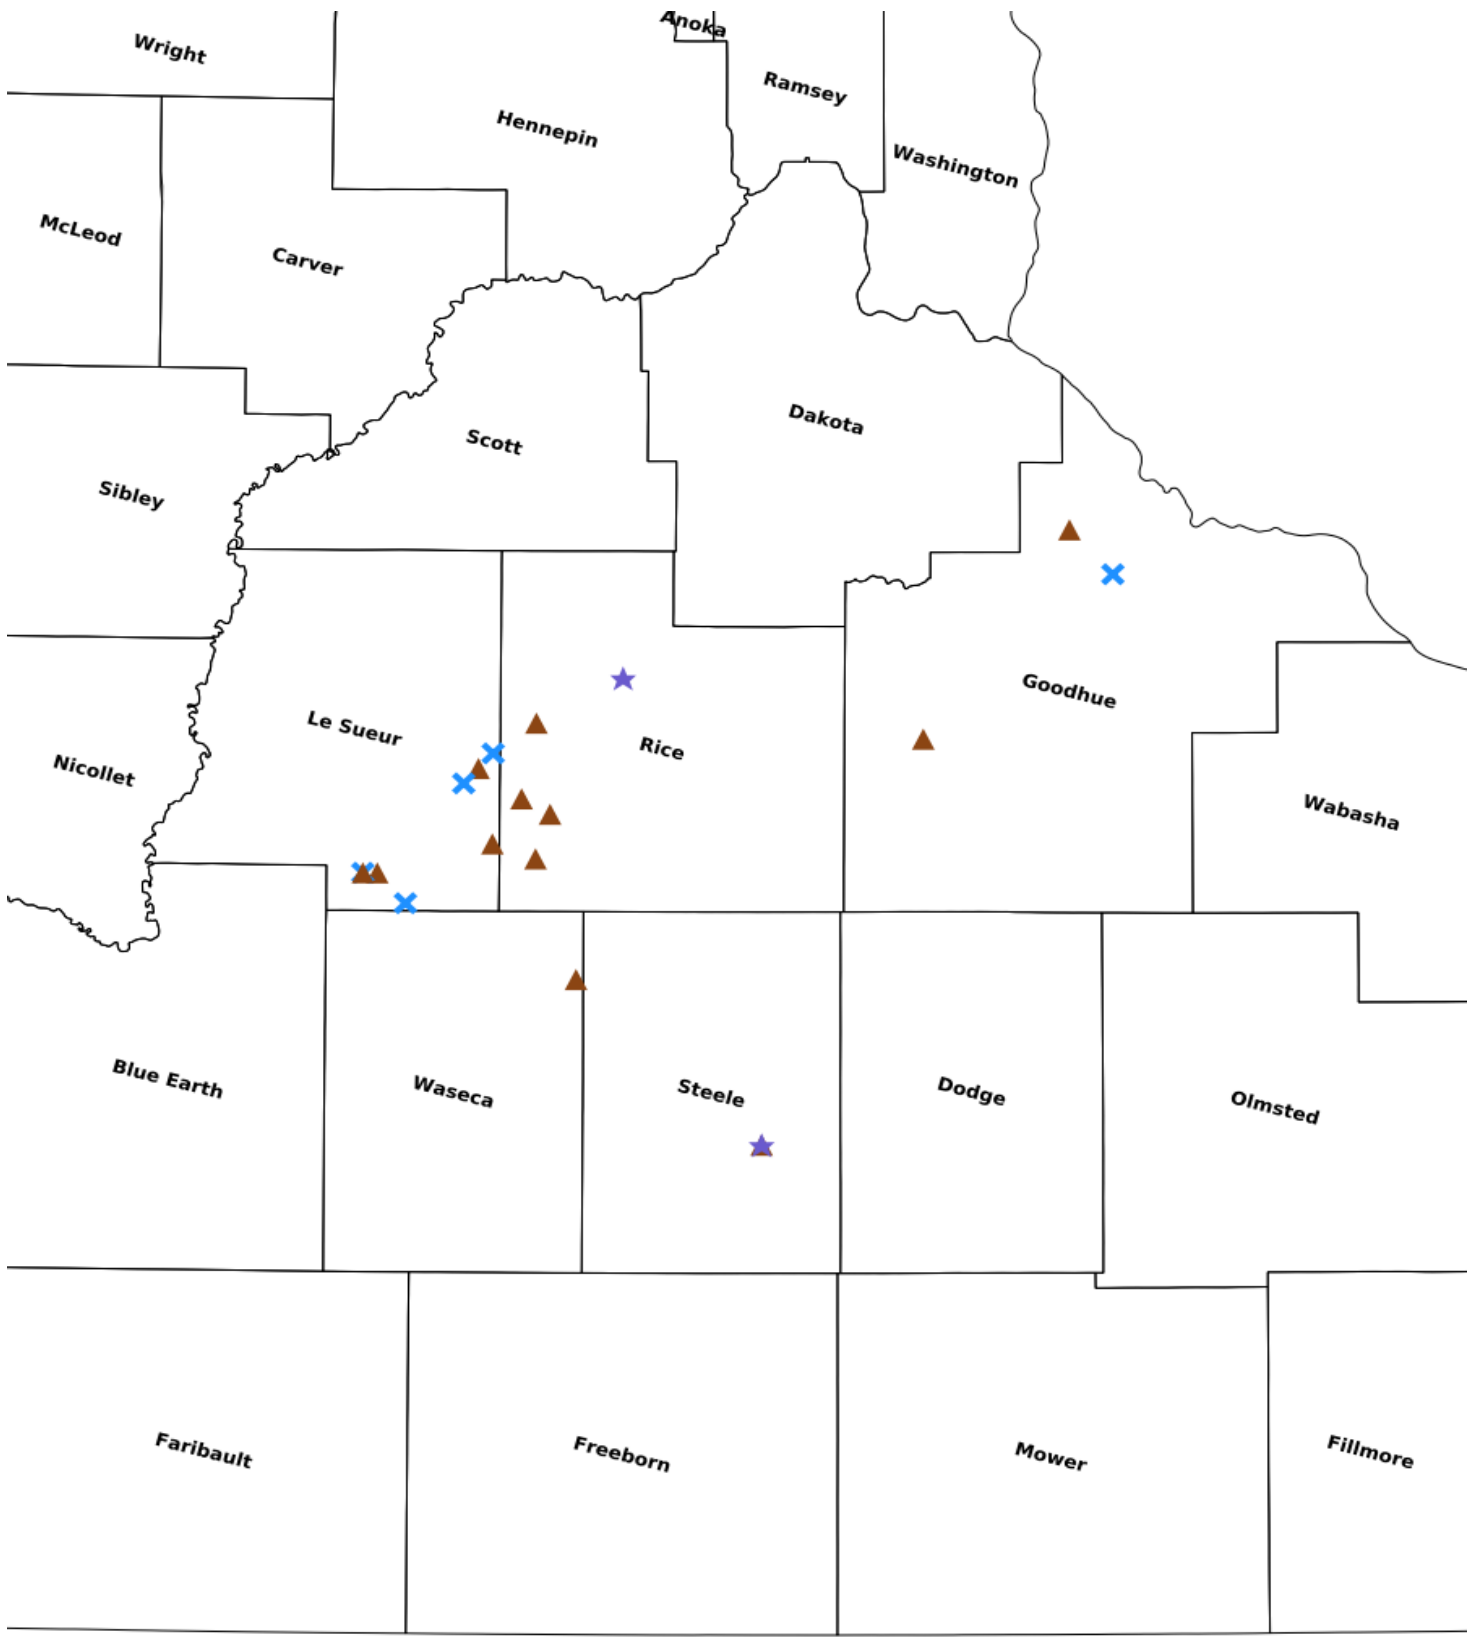 Anoka
Wright
Ramsey
Hennepin
Washington
McLeod
Carver
Dakota
Scott
Sibley
Goodhue
Le Sueur
Rice
Nicollet
Wabasha
Blue Earth
Waseca
Steele
Dodge
Olmsted
Faribault
Freeborn
Mower
Fillmore